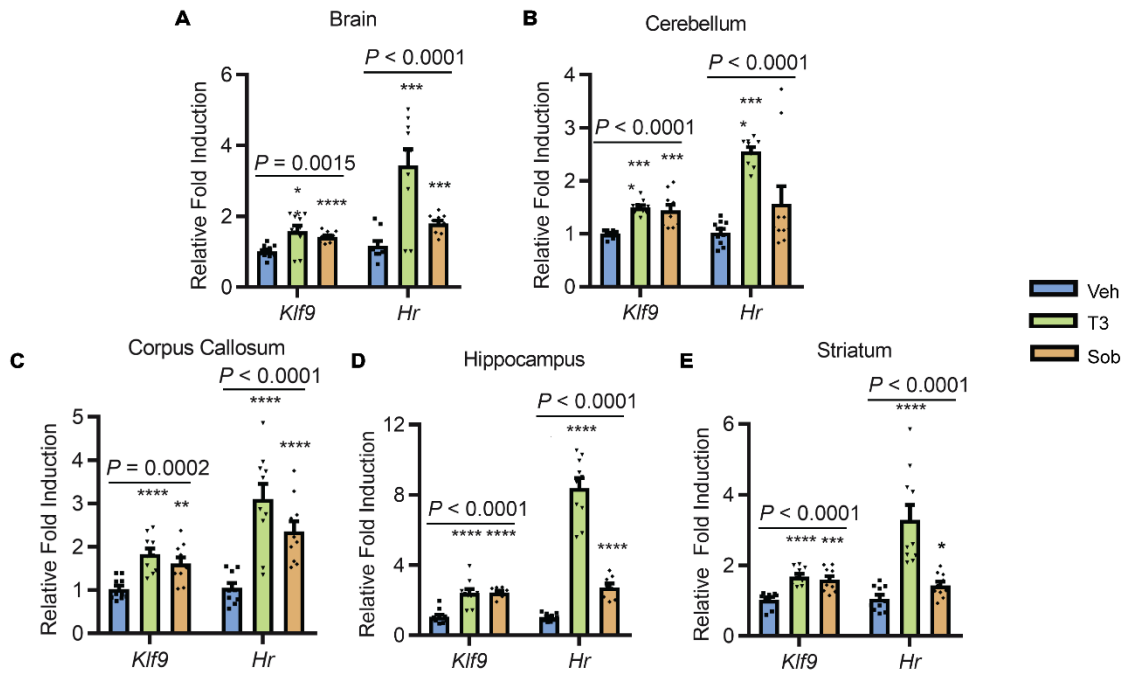 A
Brain
Relative Fold Induction
6
4
2
0
P = 0.0015
*
*
****
P < 0.0001
***
***
Klf9
Hr
B
Cerebellum
Relative Fold Induction
4
3
2
1
0
P < 0.0001
***
*
***
P < 0.0001
***
*
Klf9
Hr
Veh
T3
Sob
C
Corpus Callosum
Relative Fold Induction
5
4
3
2
1
0
P = 0.0002
****
**
P < 0.0001
****
****
Klf9
Hr
D
Hippocampus
Relative Fold Induction
12
8
4
0
P < 0.0001
****
****
P < 0.0001
****
****
Klf9
Hr
E
Striatum
Relative Fold Induction
6
4
2
0
P < 0.0001
****
***
P < 0.0001
****
*
Klf9
Hr